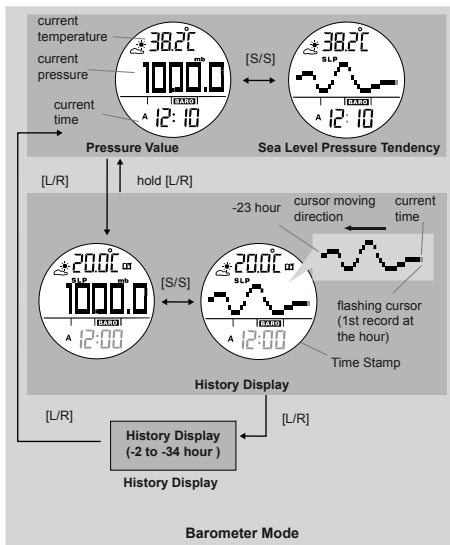 current
temperature
current
pressure
current
time
38.2°C
mb
1010.0
BARO
A 12:10
[S/S]
38.2°C
SLP
BARO
A 12:10
Pressure Value
Sea Level Pressure Tendency
[L/R]
hold [L/R]
-23 hour
cursor moving
direction
current
time
20.0°C
SLP mb
1000.0
BARO
A 12:00
[S/S]
20.0°C
SLP
BARO
A 12:00
flashing cursor
(1st record at
the hour)
Time Stamp
History Display
[L/R]
[L/R]
History Display
(-2 to -34 hour )
History Display
Barometer Mode